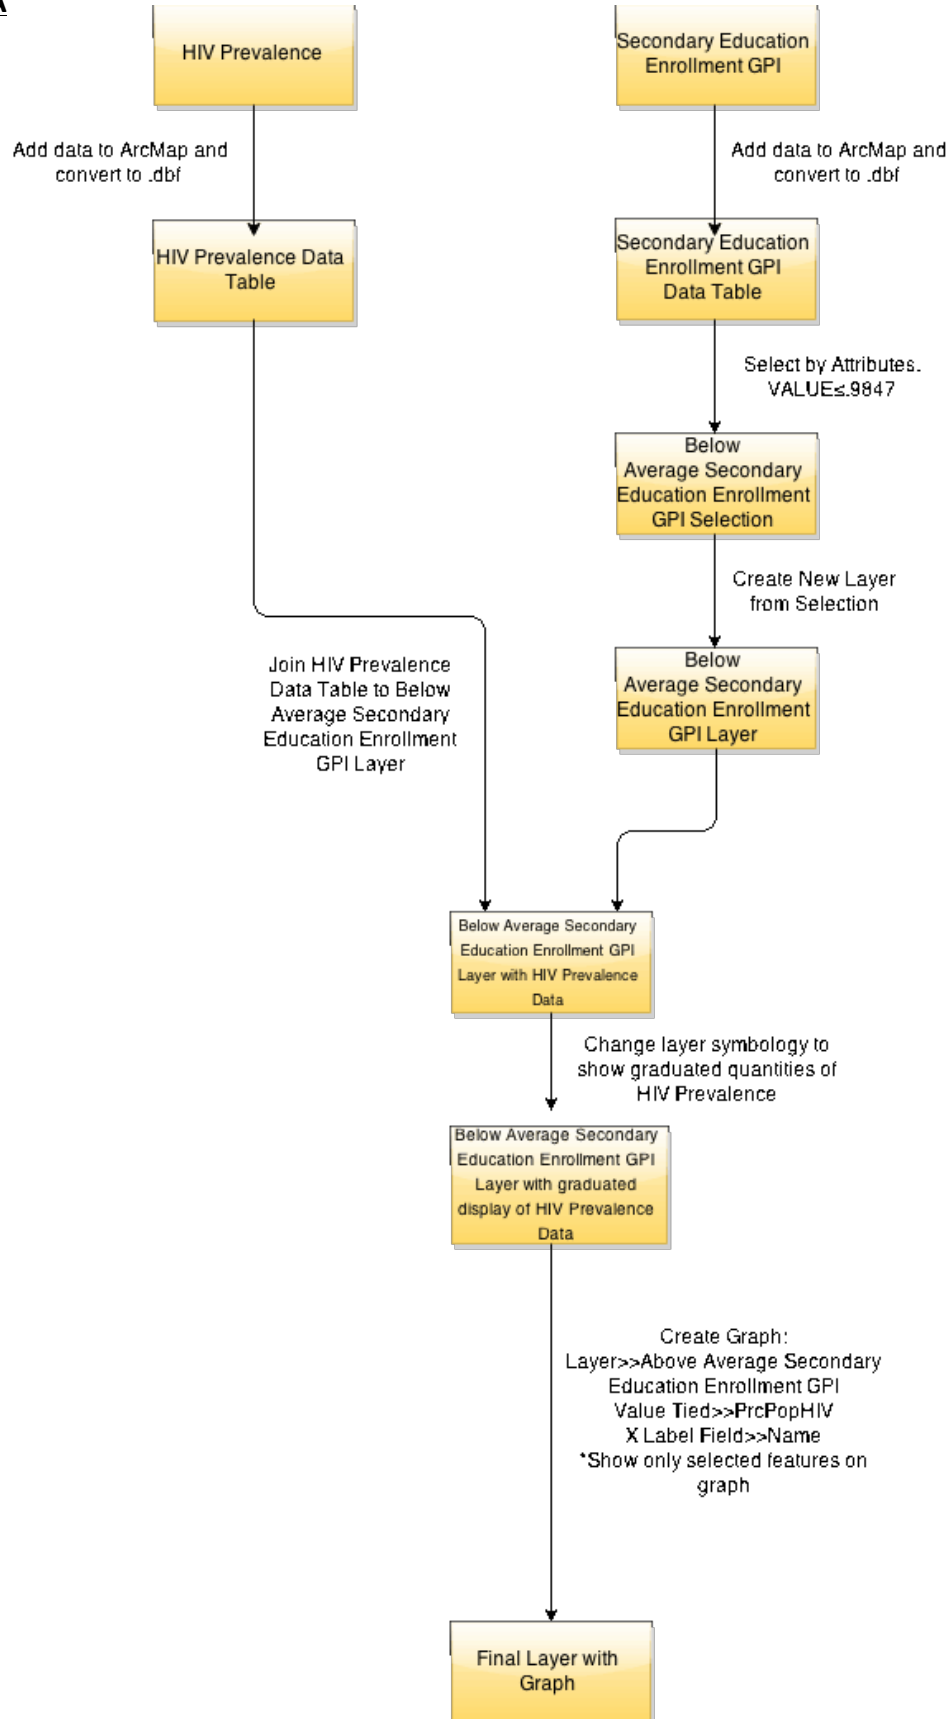 A
HIV Prevalence
Secondary Education
Enrollment GPI
Add data to ArcMap and
convert to .dbf
Add data to ArcMap and
convert to .dbf
HIV Prevalence Data
Table
Secondary Education
Enrollment GPI
Data Table
Select by Attributes.
VALUE≤.9847
Below
Average Secondary
Education Enrollment
GPI Selection
Create New Layer
from Selection
Below
Average Secondary
Education Enrollment
GPI Layer
Join HIV Prevalence
Data Table to Below
Average Secondary
Education Enrollment
GPI Layer
Below Average Secondary
Education Enrollment GPI
Layer with HIV Prevalence
Data
Change layer symbology to
show graduated quantities of
HIV Prevalence
Below Average Secondary
Education Enrollment GPI
Layer with graduated
display of HIV Prevalence
Data
Create Graph:
Layer>>Above Average Secondary
Education Enrollment GPI
Value Tied>>PrcPopHIV
X Label Field>>Name
*Show only selected features on
graph
Final Layer with
Graph